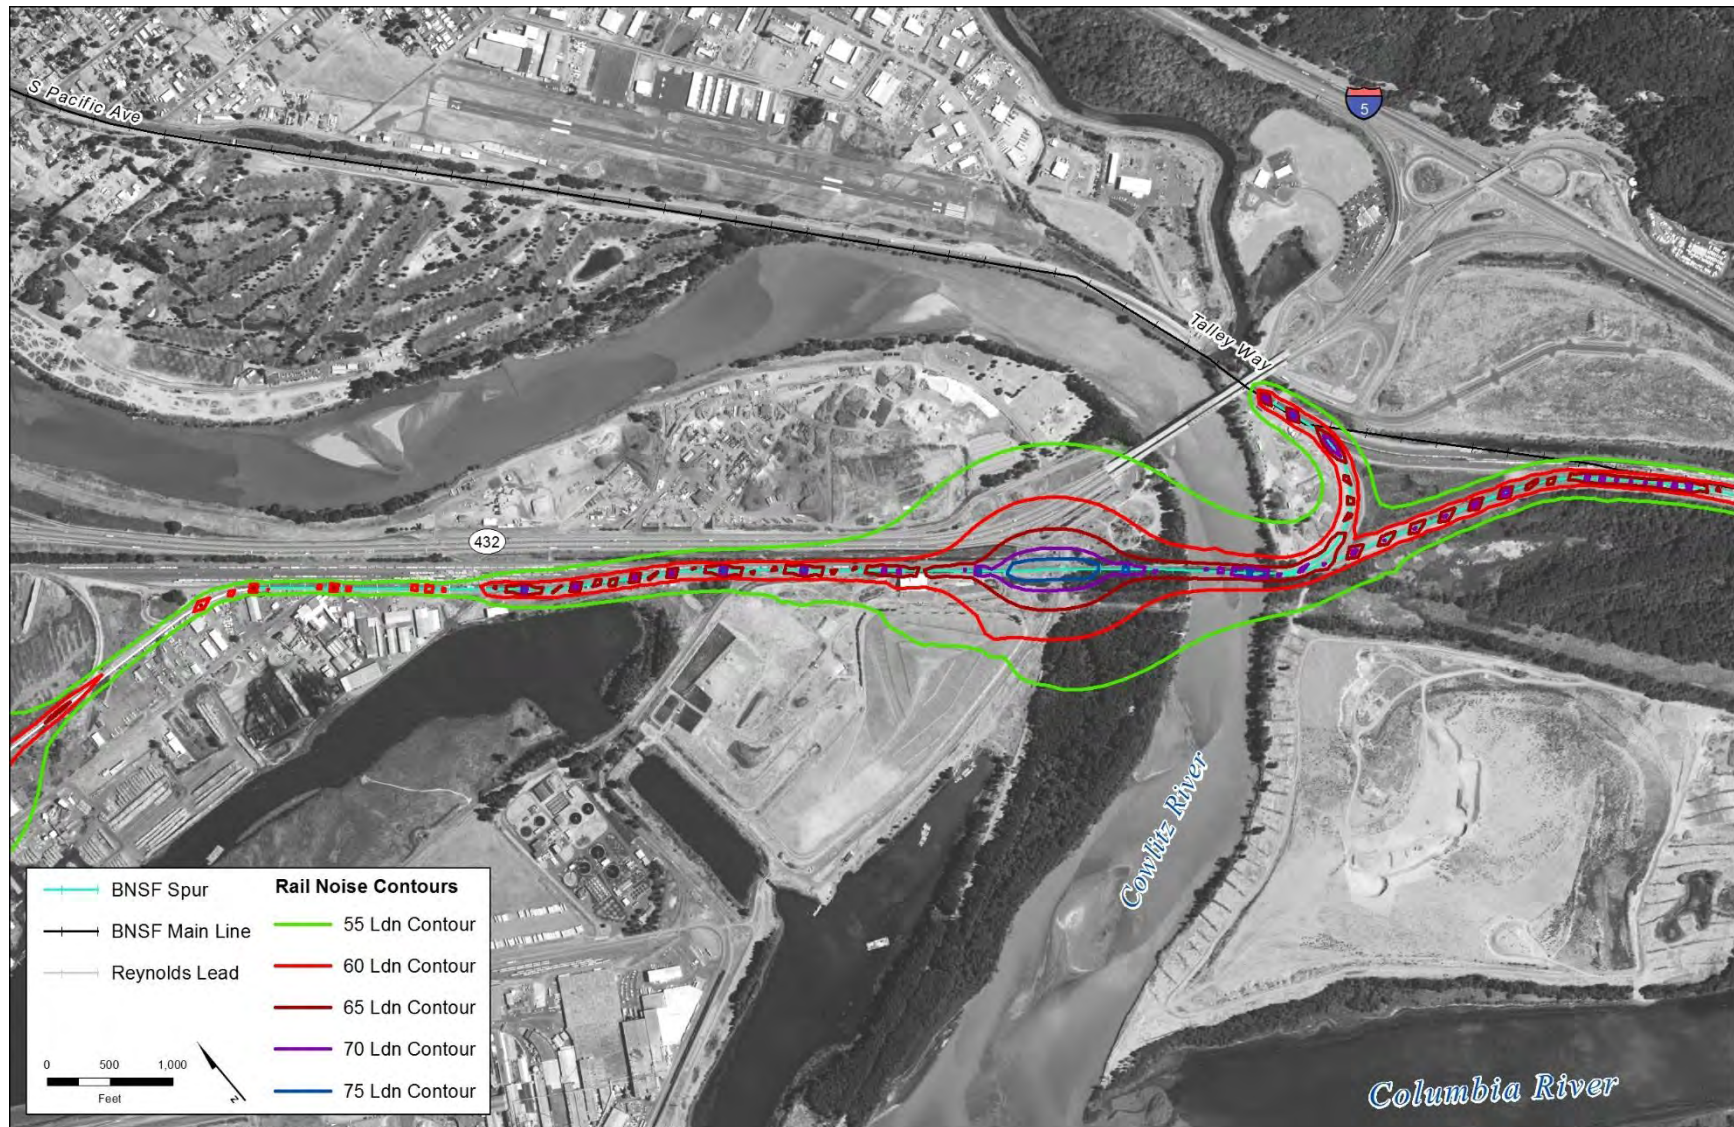 S Pacific Ave
5
Talley Way
432
Cowlitz River
Columbia River
BNSF Spur
BNSF Main Line
Reynolds Lead
0 500 1,000
Feet
N
Rail Noise Contours
55 Ldn Contour
60 Ldn Contour
65 Ldn Contour
70 Ldn Contour
75 Ldn Contour